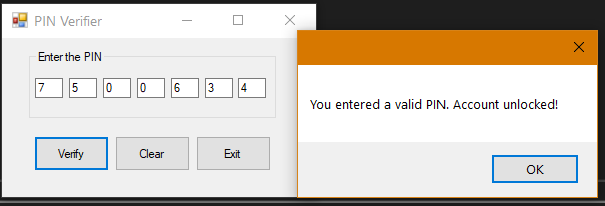 PIN Verifier
Enter the PIN
7 5 0 0 6 3 4
Verify Clear Exit
You entered a valid PIN. Account unlocked!
OK